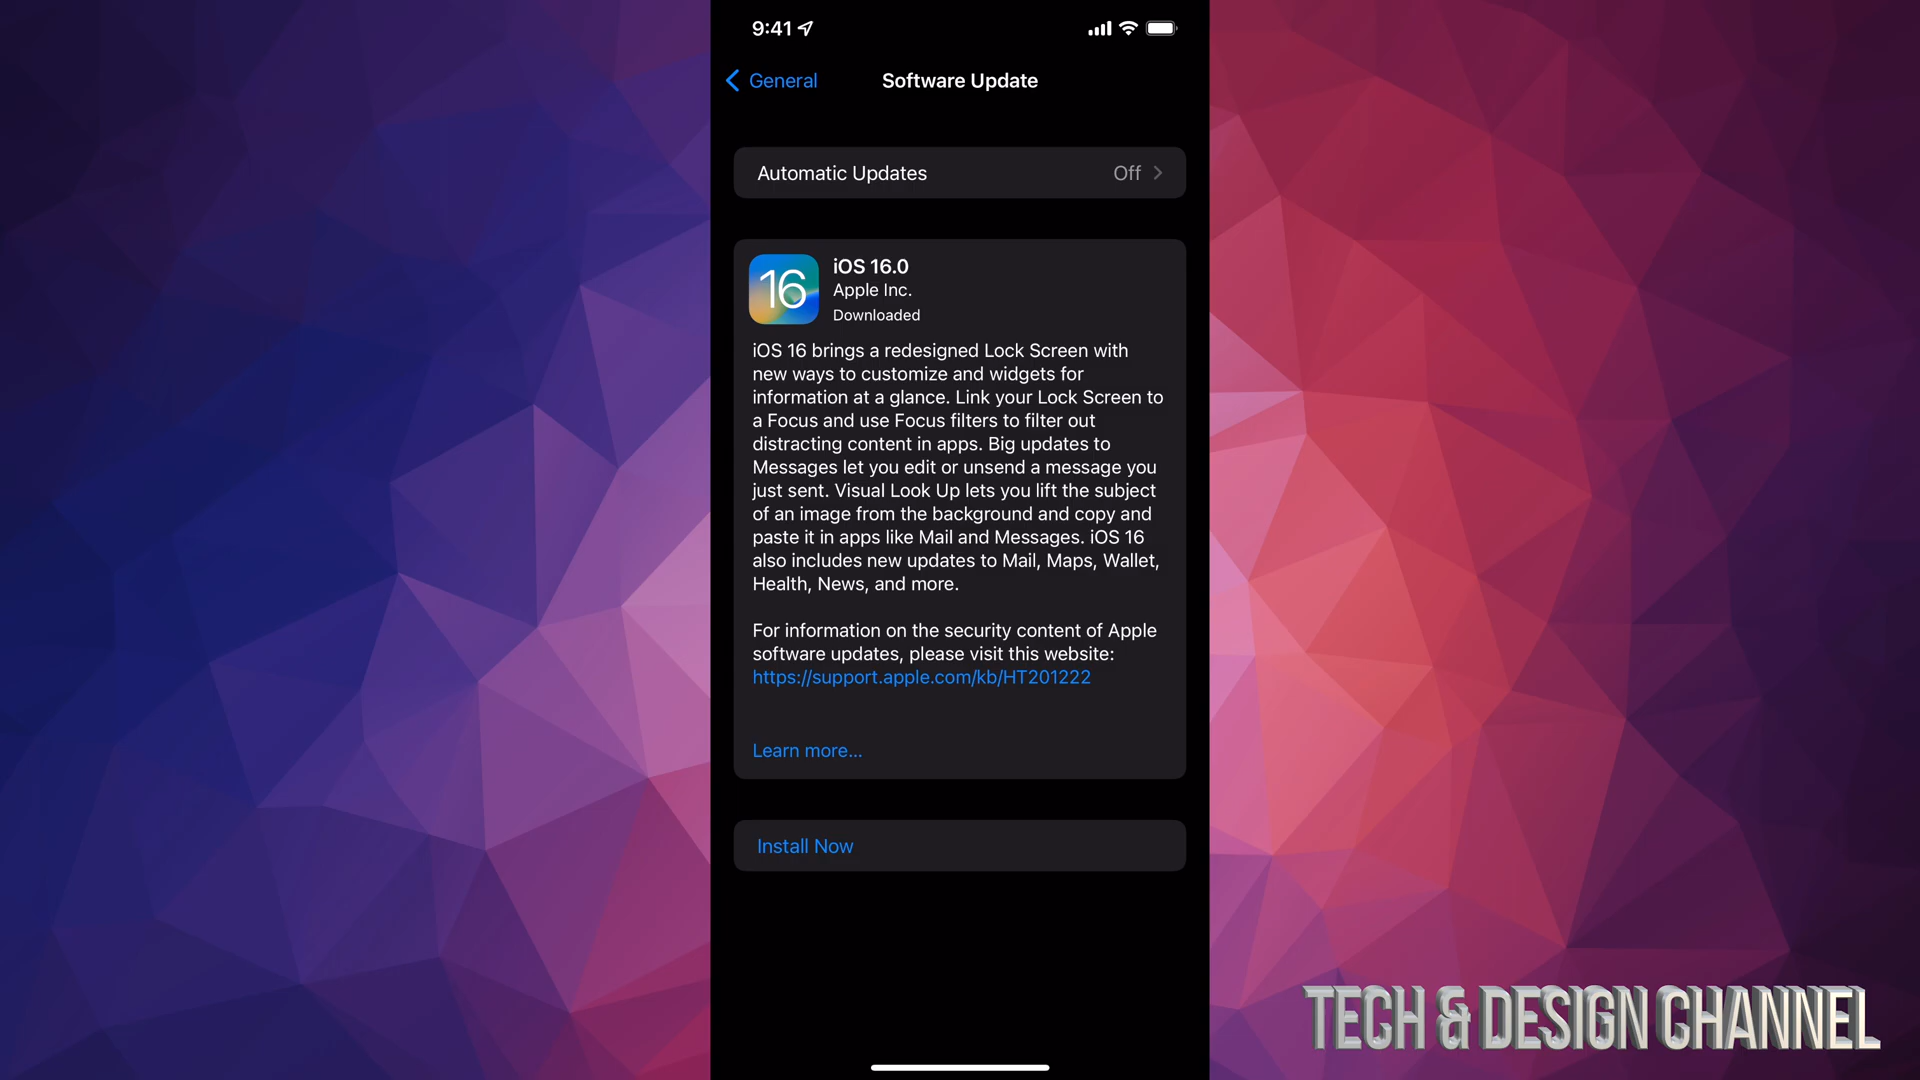 9:41
General
Software Update
Automatic Updates
Off
16
iOS 16.0
Apple Inc.
Downloaded
iOS 16 brings a redesigned Lock Screen with
new ways to customize and widgets for
information at a glance. Link your Lock Screen to
a Focus and use Focus filters to filter out
distracting content in apps. Big updates to
Messages let you edit or unsend a message you
just sent. Visual Look Up lets you lift the subject
of an image from the background and copy and
paste it in apps like Mail and Messages. iOS 16
also includes new updates to Mail, Maps, Wallet,
Health, News, and more.
For information on the security content of Apple
software updates, please visit this website:
https://support.apple.com/kb/HT201222
Learn more...
Install Now
TECH & DESIGN CHANNEL